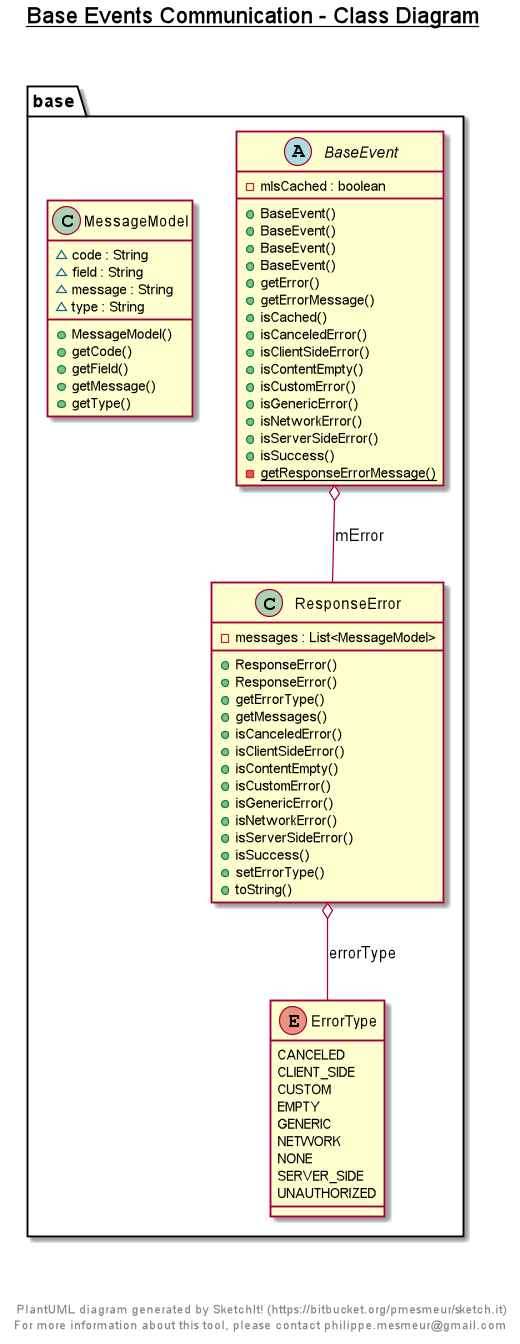 Base Events Communication - Class Diagram
base
A BaseEvent
mIsCached : boolean
BaseEvent()
BaseEvent()
BaseEvent()
BaseEvent()
getError()
getErrorMessage()
isCached()
isCanceledError()
isClientSideError()
isContentEmpty()
isCustomError()
isGenericError()
isNetworkError()
isServerSideError()
isSuccess()
getResponseErrorMessage()
C MessageModel
code : String
field : String
message : String
type : String
MessageModel()
getCode()
getField()
getMessage()
getType()
mError
C ResponseError
messages : List<MessageModel>
ResponseError()
ResponseError()
getErrorType()
getMessages()
isCanceledError()
isClientSideError()
isContentEmpty()
isCustomError()
isGenericError()
isNetworkError()
isServerSideError()
isSuccess()
setErrorType()
toString()
errorType
E ErrorType
CANCELED
CLIENT_SIDE
CUSTOM
EMPTY
GENERIC
NETWORK
NONE
SERVER_SIDE
UNAUTHORIZED
PlantUML diagram generated by SketchIt! (https://bitbucket.org/pmesmeur/sketch.it)
For more information about this tool, please contact philippe.mesmeur@gmail.com